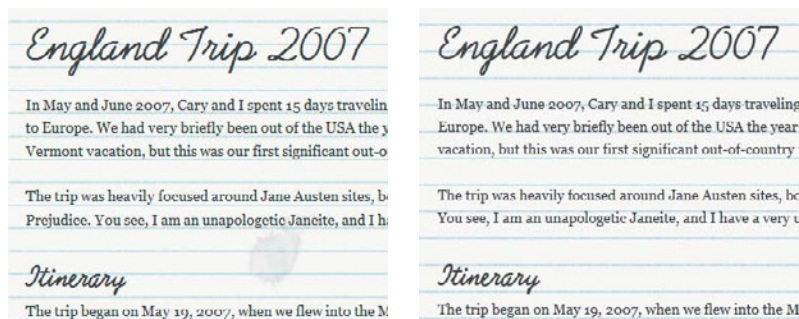 England Trip 2007
In May and June 2007, Cary and I spent 15 days travelin
to Europe. We had very briefly been out of the USA the y
Vermont vacation, but this was our first significant out-o
The trip was heavily focused around Jane Austen sites, b
Prejudice. You see, I am an unapologetic Janeite, and I h
Itinerary
The trip began on May 19, 2007, when we flew into the M
England Trip 2007
In May and June 2007, Cary and I spent 15 days traveling
Europe. We had very briefly been out of the USA the year
vacation, but this was our first significant out-of-country
The trip was heavily focused around Jane Austen sites, bo
You see, I am an unapologetic Janeite, and I have a very u
Itinerary
The trip began on May 19, 2007, when we flew into the M